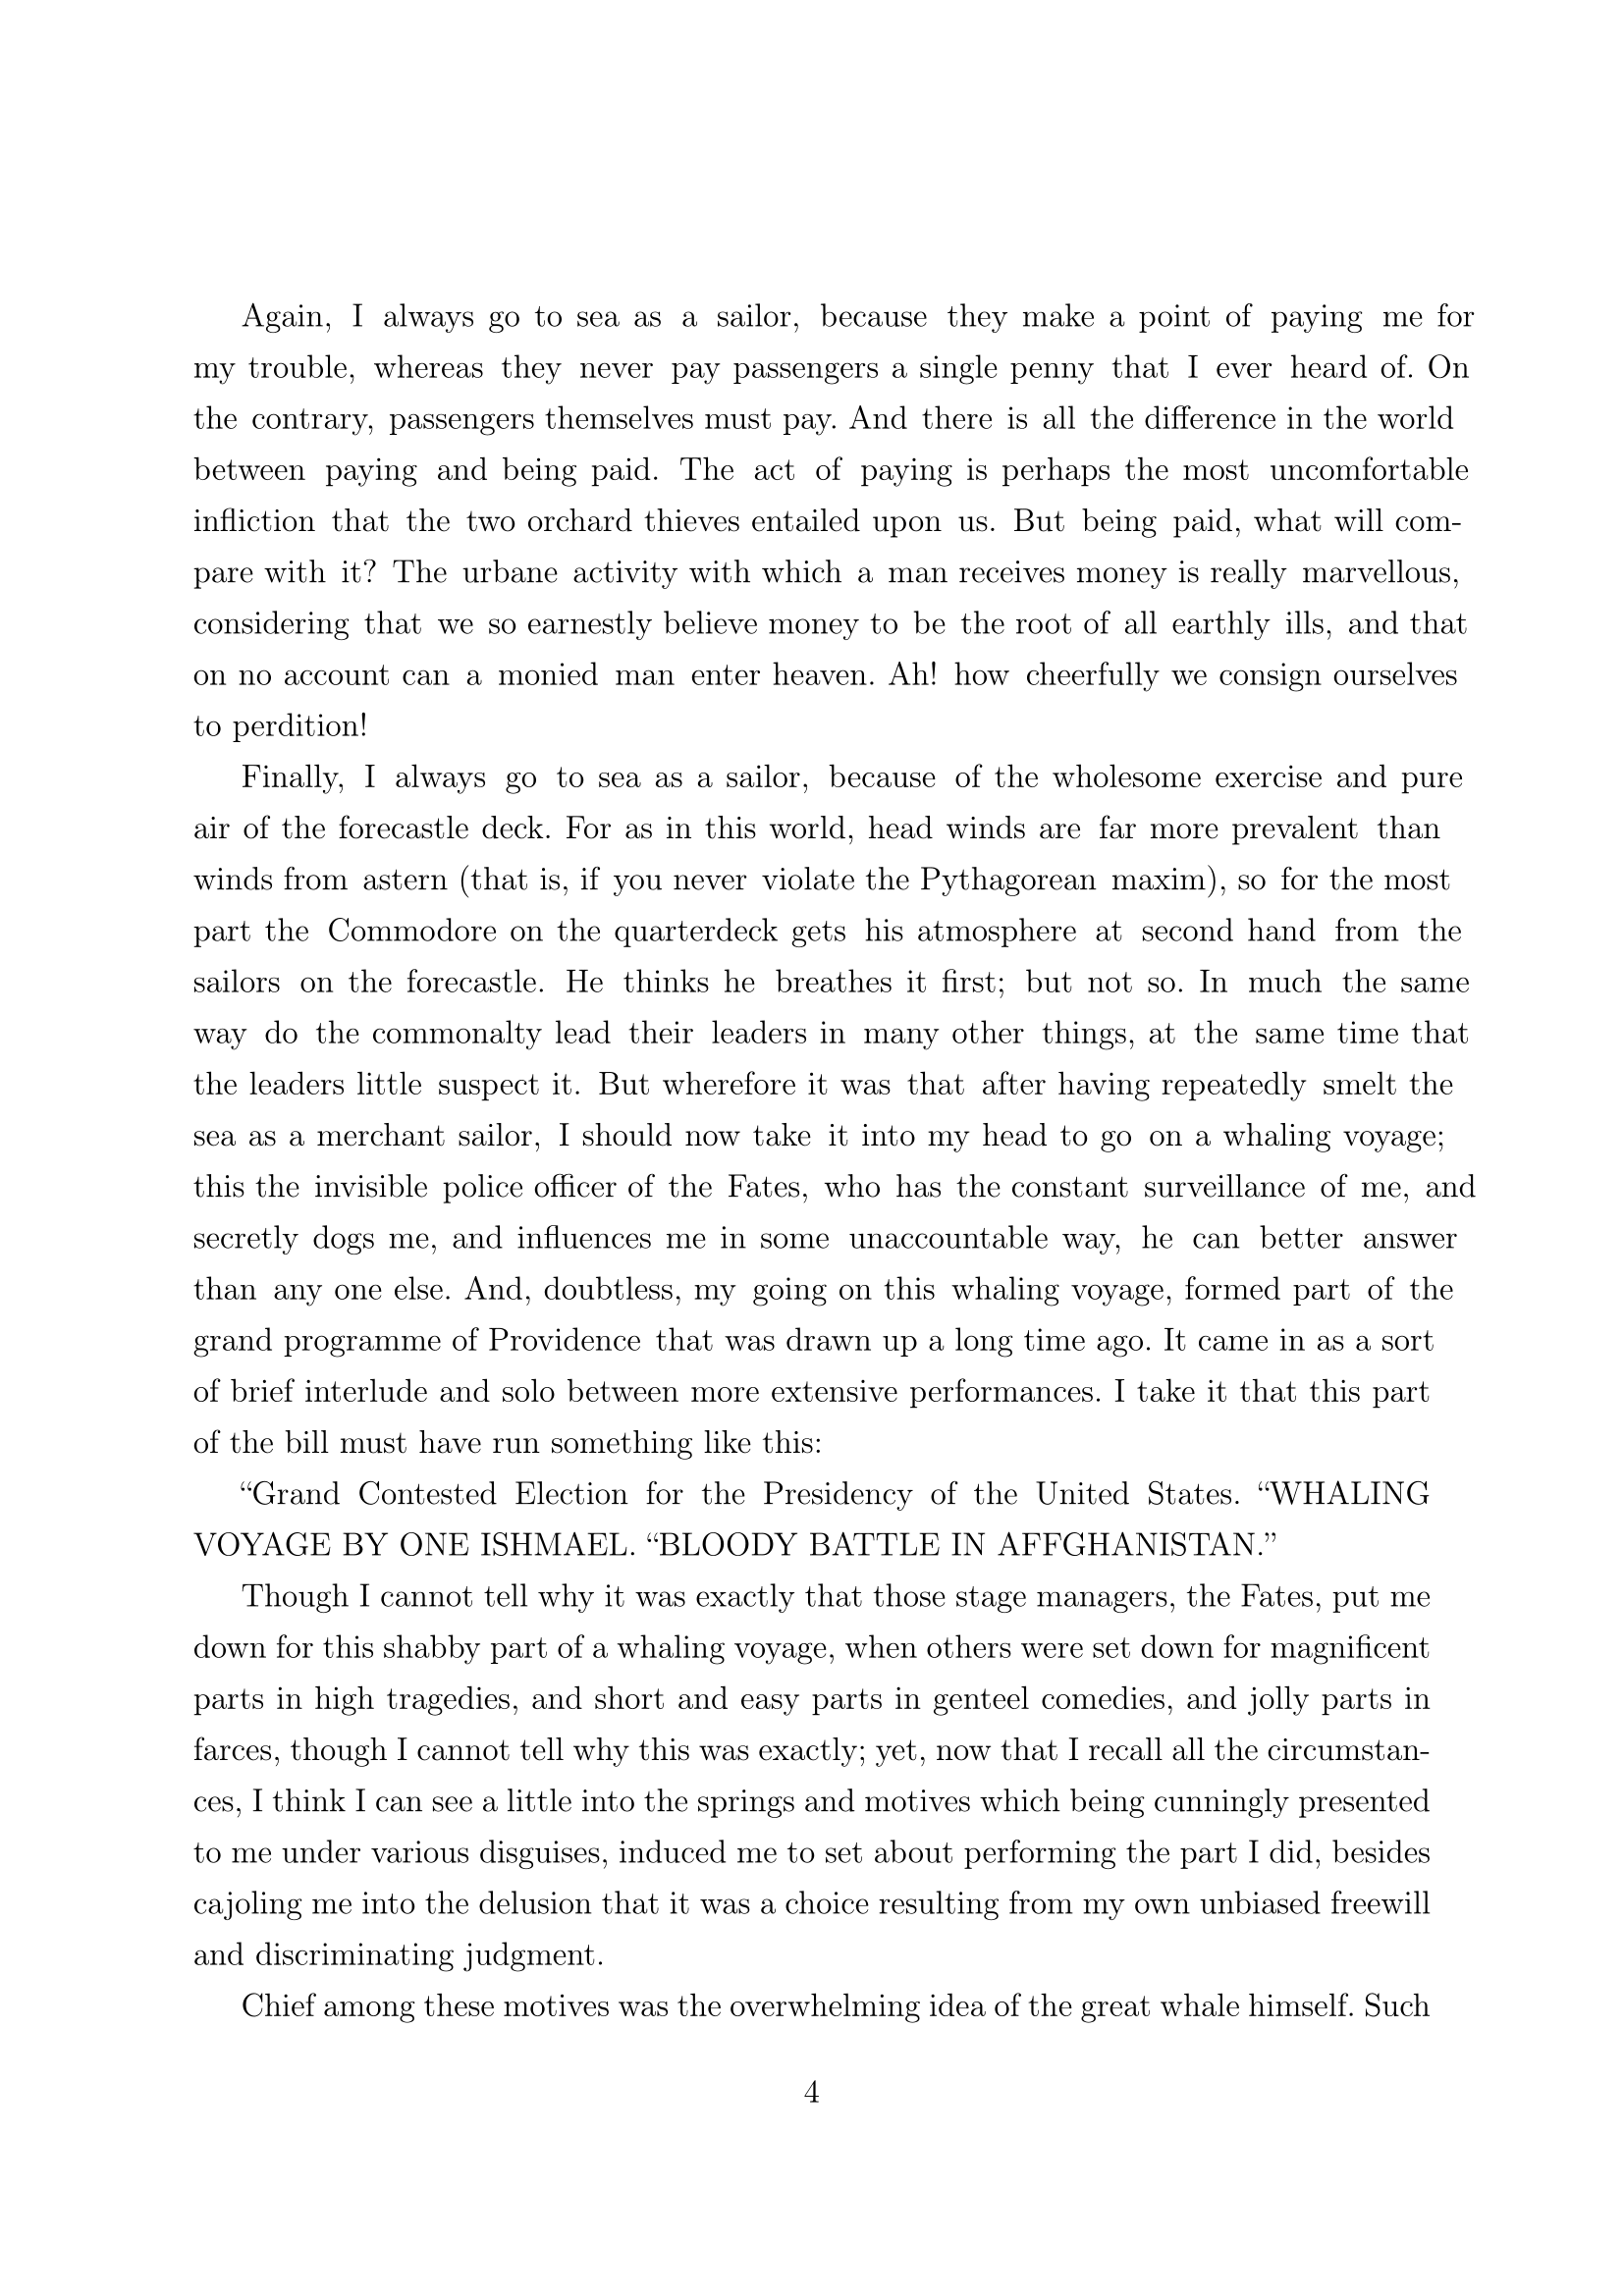 Again, I always go to sea as a sailor, because they make a point of paying me for
my trouble, whereas they never pay passengers a single penny that I ever heard of. On
the contrary, passengers themselves must pay. And there is all the difference in the world
between paying and being paid. The act of paying is perhaps the most uncomfortable
infliction that the two orchard thieves entailed upon us. But being paid, what will com-
pare with it? The urbane activity with which a man receives money is really marvellous,
considering that we so earnestly believe money to be the root of all earthly ills, and that
on no account can a monied man enter heaven. Ah! how cheerfully we consign ourselves
to perdition!
Finally, I always go to sea as a sailor, because of the wholesome exercise and pure
air of the forecastle deck. For as in this world, head winds are far more prevalent than
winds from astern (that is, if you never violate the Pythagorean maxim), so for the most
part the Commodore on the quarterdeck gets his atmosphere at second hand from the
sailors on the forecastle. He thinks he breathes it first; but not so. In much the same
way do the commonalty lead their leaders in many other things, at the same time that
the leaders little suspect it. But wherefore it was that after having repeatedly smelt the
sea as a merchant sailor, I should now take it into my head to go on a whaling voyage;
this the invisible police officer of the Fates, who has the constant surveillance of me, and
secretly dogs me, and influences me in some unaccountable way, he can better answer
than any one else. And, doubtless, my going on this whaling voyage, formed part of the
grand programme of Providence that was drawn up a long time ago. It came in as a sort
of brief interlude and solo between more extensive performances. I take it that this part
of the bill must have run something like this:
“Grand Contested Election for the Presidency of the United States. “WHALING
VOYAGE BY ONE ISHMAEL. “BLOODY BATTLE IN AFFGHANISTAN.”
Though I cannot tell why it was exactly that those stage managers, the Fates, put me
down for this shabby part of a whaling voyage, when others were set down for magnificent
parts in high tragedies, and short and easy parts in genteel comedies, and jolly parts in
farces, though I cannot tell why this was exactly; yet, now that I recall all the circumstan-
ces, I think I can see a little into the springs and motives which being cunningly presented
to me under various disguises, induced me to set about performing the part I did, besides
cajoling me into the delusion that it was a choice resulting from my own unbiased freewill
and discriminating judgment.
Chief among these motives was the overwhelming idea of the great whale himself. Such
4